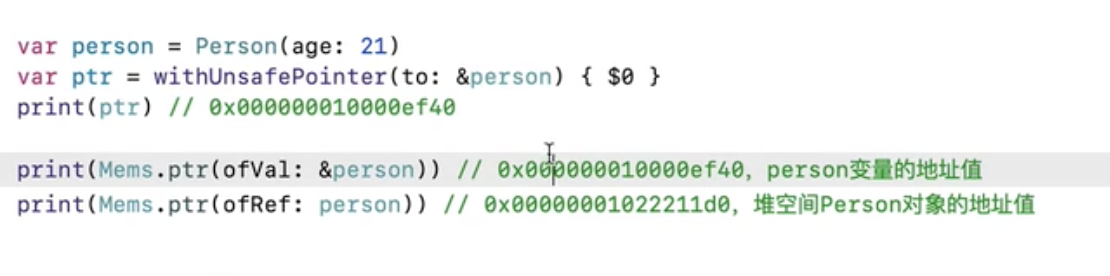 var person = Person(age: 21)
var ptr = withUnsafePointer(to: &person) { $0 }
print(ptr) // 0x000000010000ef40
print(Mems.ptr(ofVal: &person)) // 0x000000010000ef40，person变量的地址值
print(Mems.ptr(ofRef: person)) // 0x00000001022211d0，堆空间Person对象的地址值